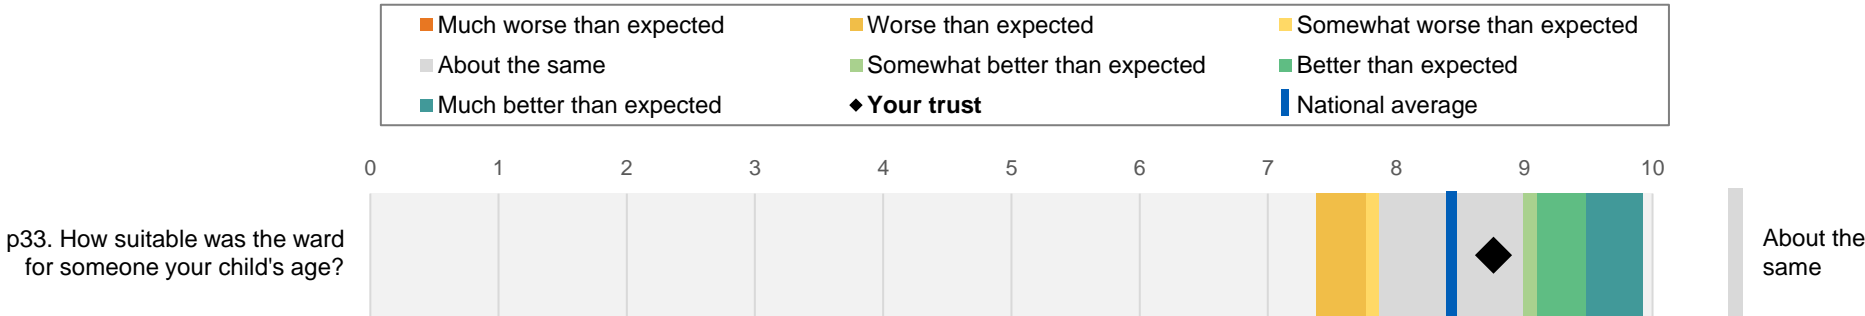 Much worse than expected
Worse than expected
Somewhat worse than expected
About the same
Somewhat better than expected
Better than expected
Much better than expected
Your trust
National average
0 1 2 3 4 5 6 7 8 9 10
p33. How suitable was the ward
for someone your child's age?
About the
same